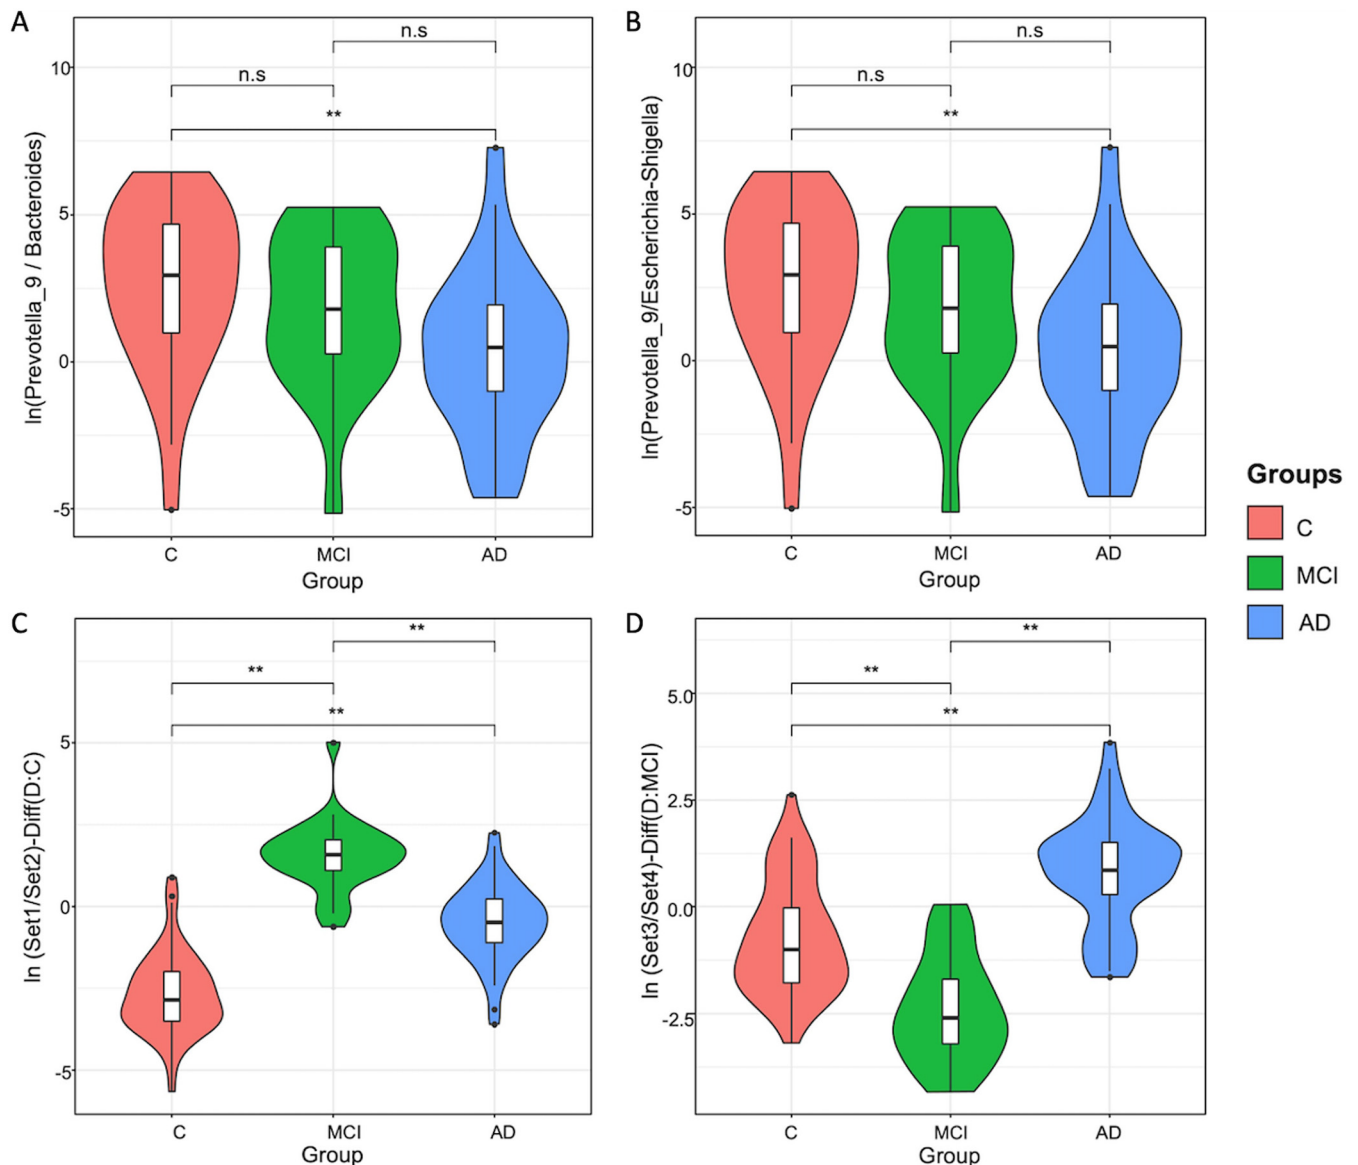 A
n.s
n.s
**
10
5
0
-5
ln(Prevotella_9 / Bacteroides)
C
MCI
AD
Group
B
n.s
n.s
**
10
5
0
-5
ln(Prevotella_9/Escherichia-Shigella)
C
MCI
AD
Group
Groups
C
MCI
AD
C
**
**
**
5
0
-5
ln (Set1/Set2)-Diff(D:C)
C
MCI
AD
Group
D
**
**
**
5.0
2.5
0.0
-2.5
ln (Set3/Set4)-Diff(D:MCI)
C
MCI
AD
Group